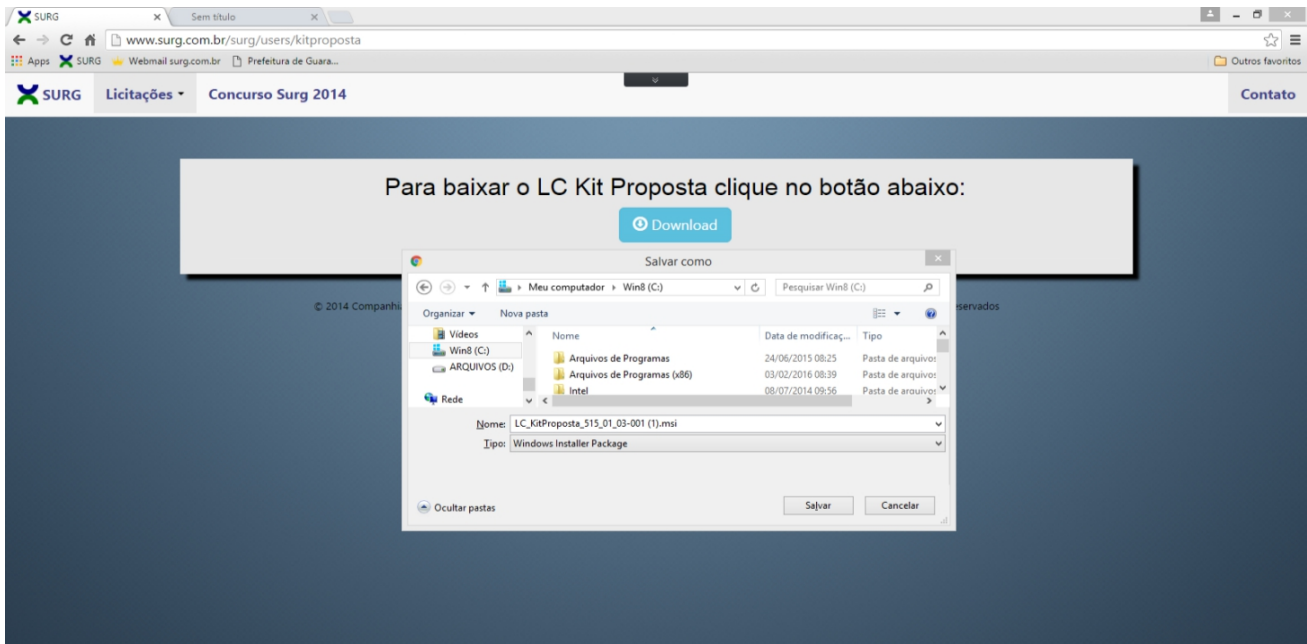 SURG
Sem título
www.surg.com.br/surg/users/kitproposta
Apps SURG Webmail surg.com.br Prefeitura de Guara... Outros favoritos
SURG Licitações Concurso Surg 2014 Contato
Para baixar o LC Kit Proposta clique no botão abaixo:
Download
Salvar como
Meu computador Win8 (C:) Pesquisar Win8 (C:)
© 2014 Companhi
servados
Organizar Nova pasta
Vídeos
Win8 (C:)
ARQUIVOS (D:)
Rede
Nome Data de modificaç... Tipo
Arquivos de Programas 24/06/2015 08:25 Pasta de arquivos
Arquivos de Programas (x86) 03/02/2016 08:39 Pasta de arquivos
Intel 08/07/2014 09:56 Pasta de arquivos
Nome: LC_KitProposta_515_01_03-001 (1).msi
Tipo: Windows Installer Package
Ocultar pastas Salvar Cancelar